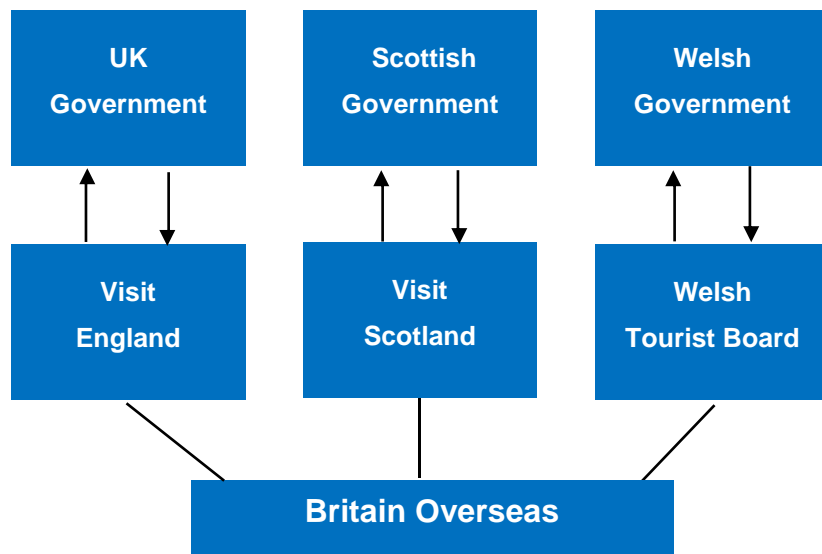 UK
Government
Scottish
Government
Welsh
Government
Visit
England
Visit
Scotland
Welsh
Tourist Board
Britain Overseas